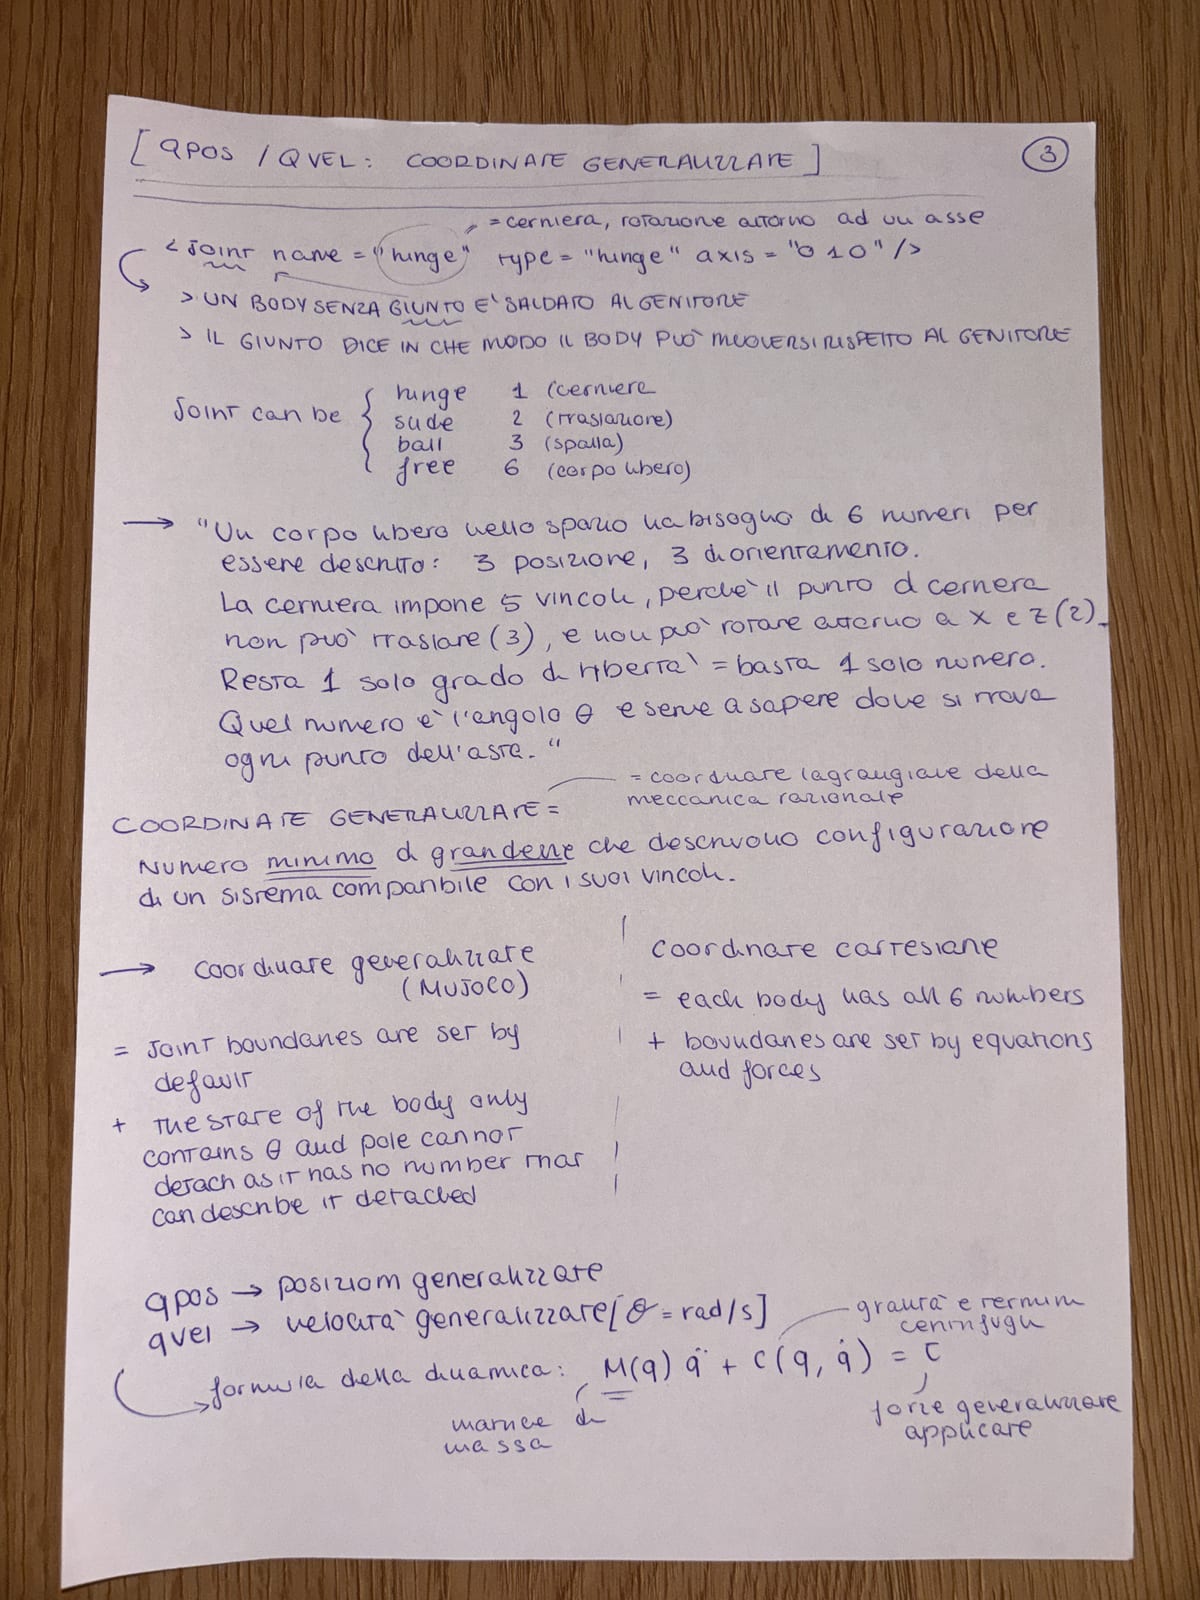 [ QPOS / QVEL : COORDINATE GENERALIZZATE ]
3
= cerniera, rotazione attorno ad un asse
<Joint name = "hinge" type = "hinge" axis = "0 1 0" />
> UN BODY SENZA GIUNTO E' SALDATO AL GENITORE
> IL GIUNTO DICE IN CHE MODO IL BODY PUO' MUOVERSI RISPETTO AL GENITORE
Joint can be {
hinge 1 (cerniere
slide 2 (traslazione)
ball 3 (spalla)
free 6 (corpo libero)
→ "Un corpo libero nello spazio ha bisogno di 6 numeri per
essere descritto: 3 posizione, 3 di orientamento.
La cerniera impone 5 vincoli, perchè il punto d cerniera
non può traslare (3), e non può rotare attorno a x e z (2).
Resta 1 solo grado di libertà = basta 1 solo numero.
Quel numero è l'angolo θ e serve a sapere dove si trova
ogni punto dell'asta."
= coordinate lagrangiane della
meccanica razionale
COORDINATE GENERALIZZATE =
Numero minimo di grandezze che descrivono configurazione
di un sistema compatibile con i suoi vincoli.
→ coordinate generalizzate
(MUJOCO)
= Joint boundaries are set by
default
+ The state of the body only
contains θ and pole cannot
detach as it has no number that
can describe it detached
coordinate cartesiane
= each body has all 6 numbers
+ boundaries are set by equations
and forces
qpos → posizioni generalizzate
qvel → velocità generalizzate [θ = rad/s]
gravità e termini
centrifughi
formula della dinamica: M(q) q̈ + C(q, q̇) = τ
matrice di
massa
forze generalizzate
applicate